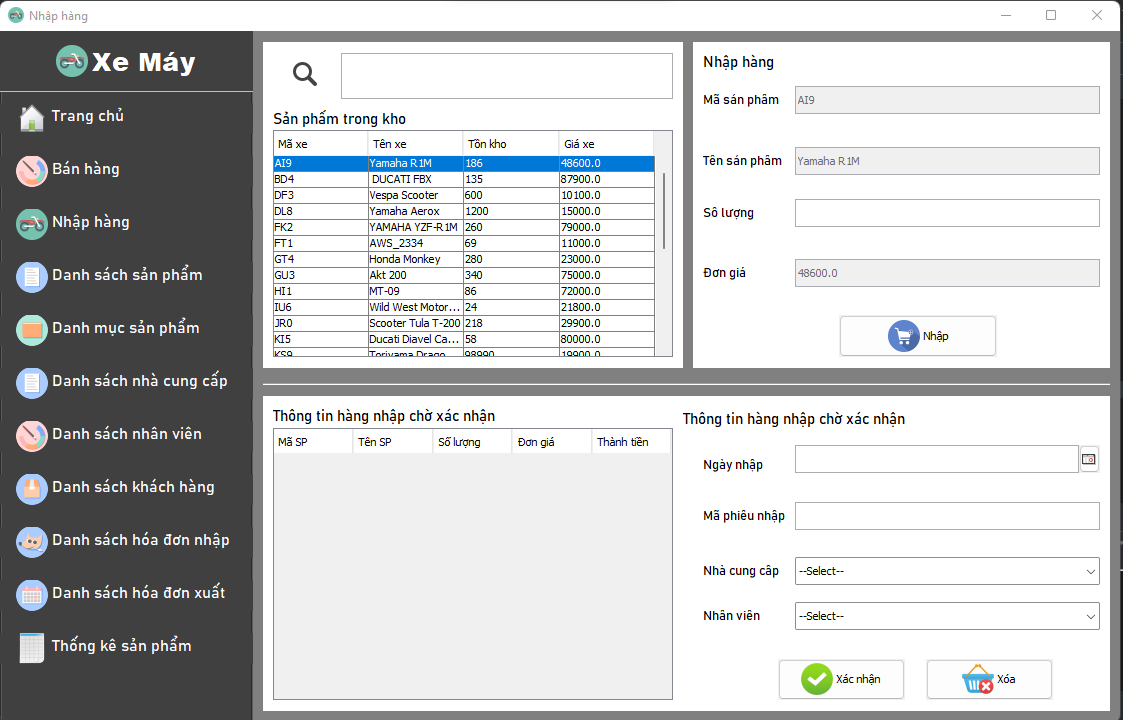 Nhập hàng
Xe Máy
Trang chủ
Bán hàng
Nhập hàng
Danh sách sản phẩm
Danh mục sản phẩm
Danh sách nhà cung cấp
Danh sách nhân viên
Danh sách khách hàng
Danh sách hóa đơn nhập
Danh sách hóa đơn xuất
Thống kê sản phẩm
Sản phẩm trong kho
Mã xe Tên xe Tồn kho Giá xe
AI9 Yamaha R1M 186 48600.0
BD4 DUCATI FBX 135 87900.0
DF3 Vespa Scooter 600 10100.0
DL8 Yamaha Aerox 1200 15000.0
FK2 YAMAHA YZF-R1M 260 79000.0
FT1 AWS_2334 69 11000.0
GT4 Honda Monkey 280 23000.0
GU3 Akt 200 340 75000.0
HI1 MT-09 86 72000.0
IU6 Wild West Motor... 24 21800.0
JR0 Scooter Tula T-200 218 29900.0
KI5 Ducati Diavel Ca... 58 80000.0
KS9 Toriyama Drago... 98990 19900.0
Nhập hàng
Mã sản phẩm AI9
Tên sản phẩm Yamaha R1M
Số lượng
Đơn giá 48600.0
Nhập
Thông tin hàng nhập chờ xác nhận
Mã SP Tên SP Số lượng Đơn giá Thành tiền
Thông tin hàng nhập chờ xác nhận
Ngày nhập
Mã phiếu nhập
Nhà cung cấp --Select--
Nhân viên --Select--
Xác nhận Xóa